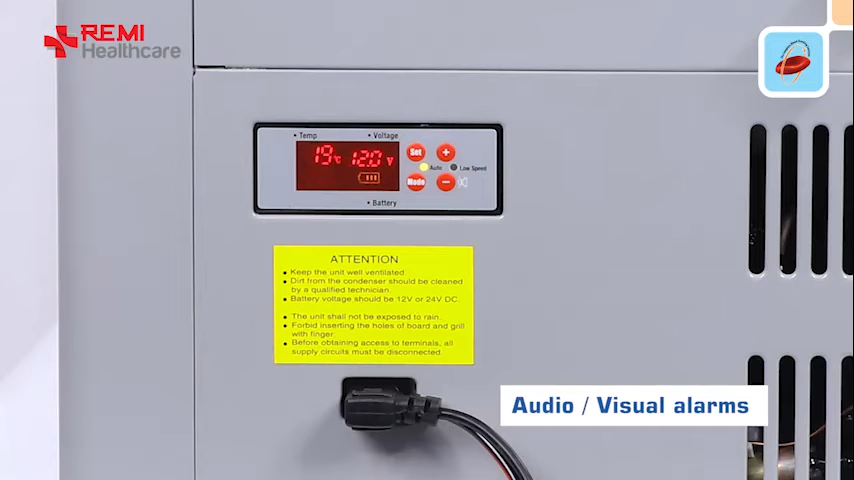 REMI
Healthcare
• Temp • Voltage
19°C 12.0 V
Set +
Auto Low Speed
Mode −
• Battery
ATTENTION
• Keep the unit well ventilated.
• Dirt from the condenser should be cleaned
by a qualified technician.
• Battery voltage should be 12V or 24V DC.
• The unit shall not be exposed to rain.
• Forbid inserting the holes of board and grill
with finger.
• Before obtaining access to terminals, all
supply circuits must be disconnected.
Audio / Visual alarms